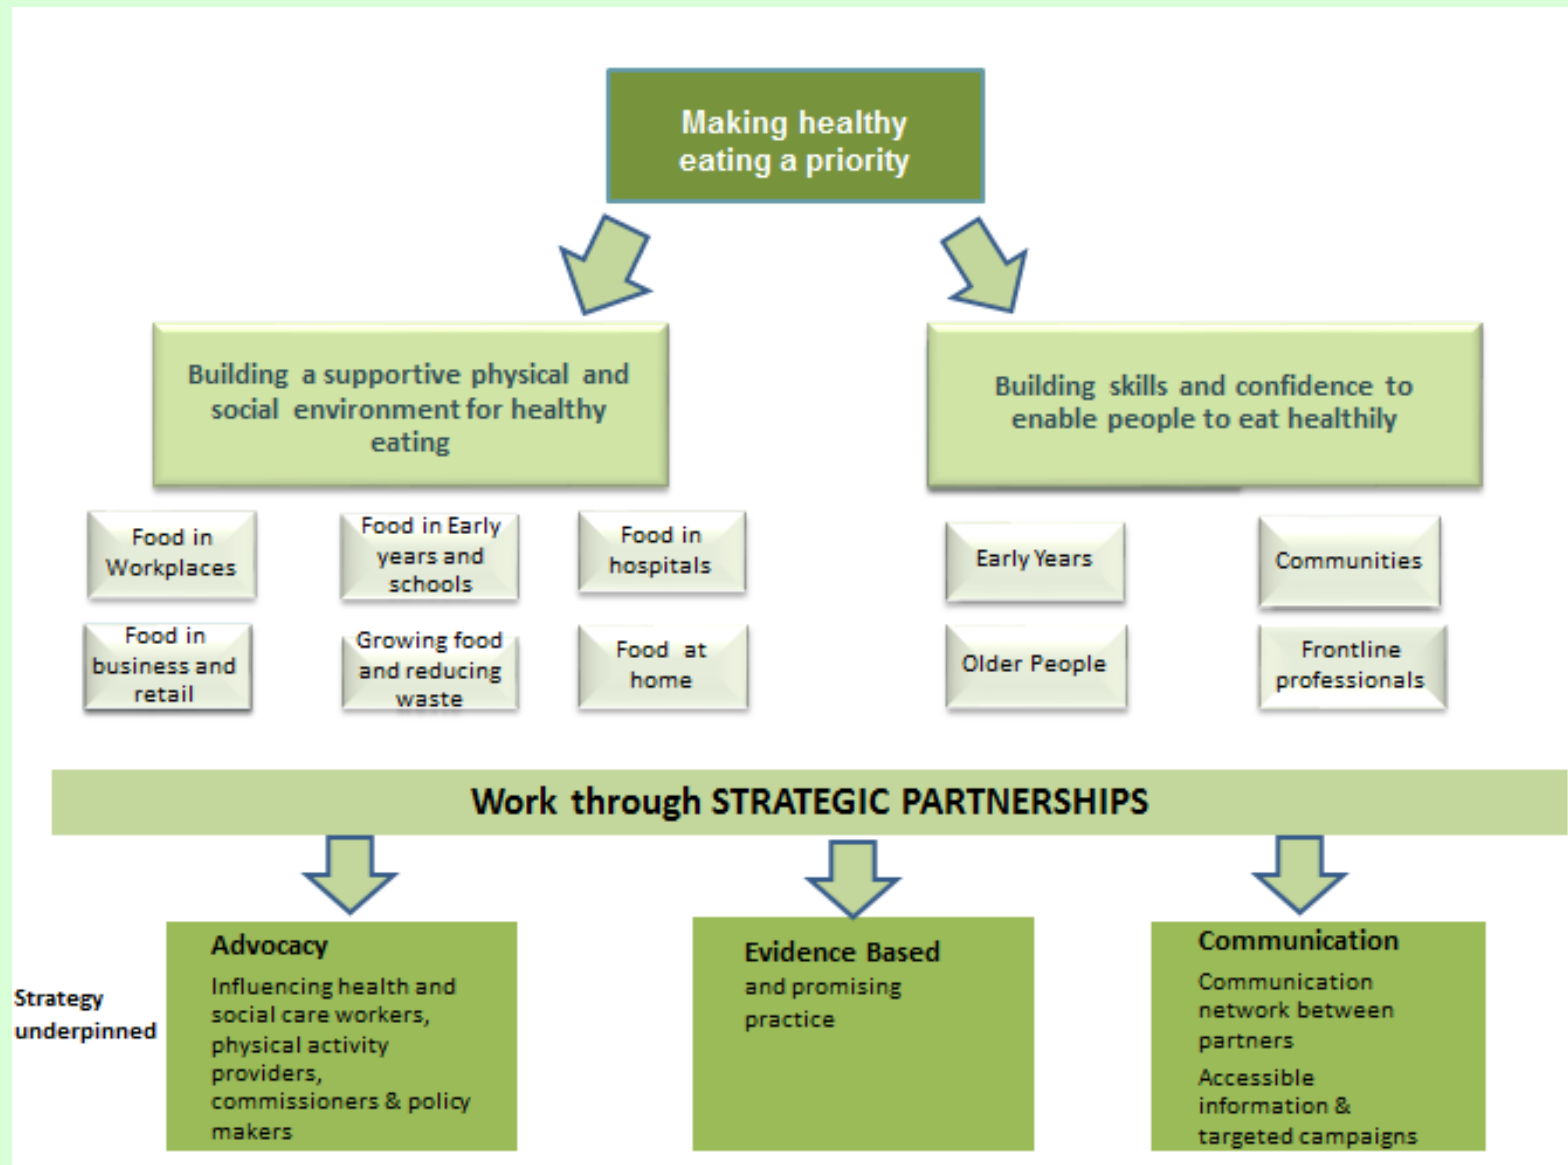 Making healthy
eating a priority
Building a supportive physical and
social environment for healthy
eating
Building skills and confidence to
enable people to eat healthily
Food in
Workplaces
Food in Early
years and
schools
Food in
hospitals
Early Years
Communities
Food in
business and
retail
Growing food
and reducing
waste
Food at
home
Older People
Frontline
professionals
Work through STRATEGIC PARTNERSHIPS
Strategy
underpinned
Advocacy
Influencing health and
social care workers,
physical activity
providers,
commissioners & policy
makers
Evidence Based
and promising
practice
Communication
Communication
network between
partners
Accessible
information &
targeted campaigns